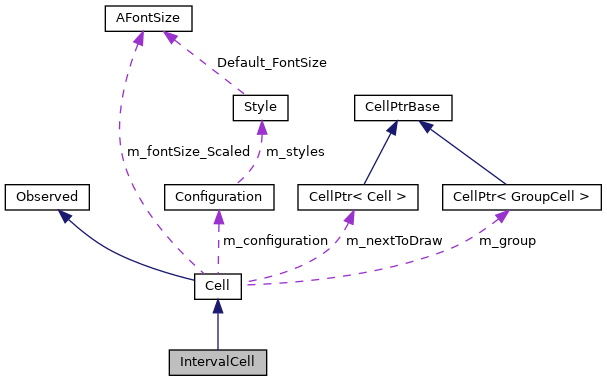 AFontSize
Default_FontSize
Style
CellPtrBase
m_fontSize_Scaled
m_styles
Observed
Configuration
CellPtr< Cell >
CellPtr< GroupCell >
m_configuration
m_nextToDraw
m_group
Cell
IntervalCell